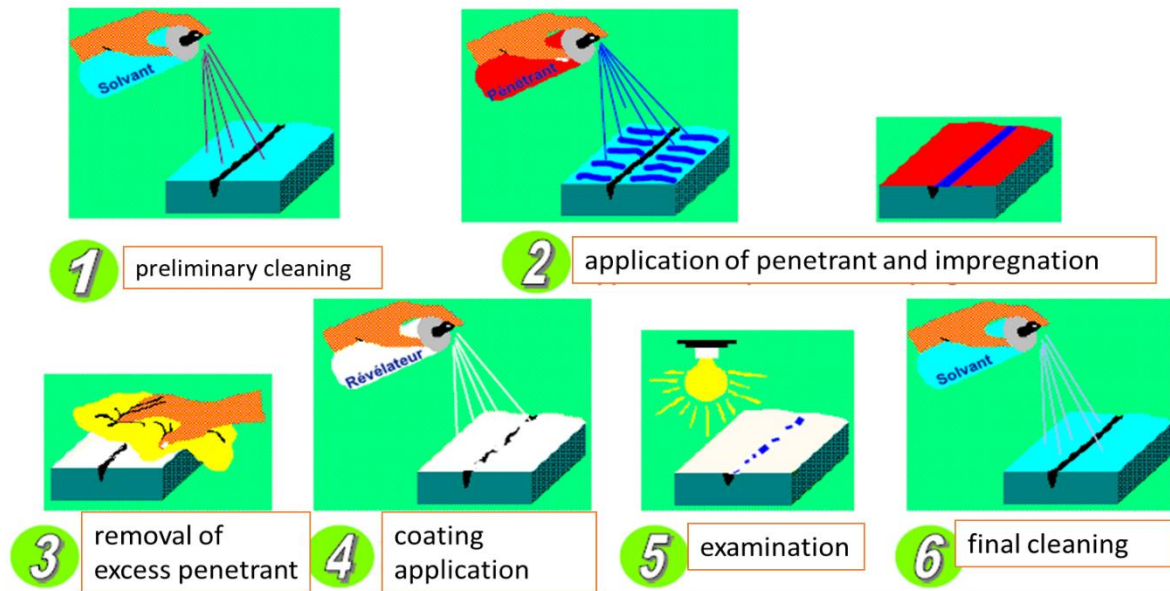 Solvant
1
preliminary cleaning
Pénétrant
2
application of penetrant and impregnation
3
removal of
excess penetrant
Révélateur
4
coating
application
5
examination
Solvant
6
final cleaning